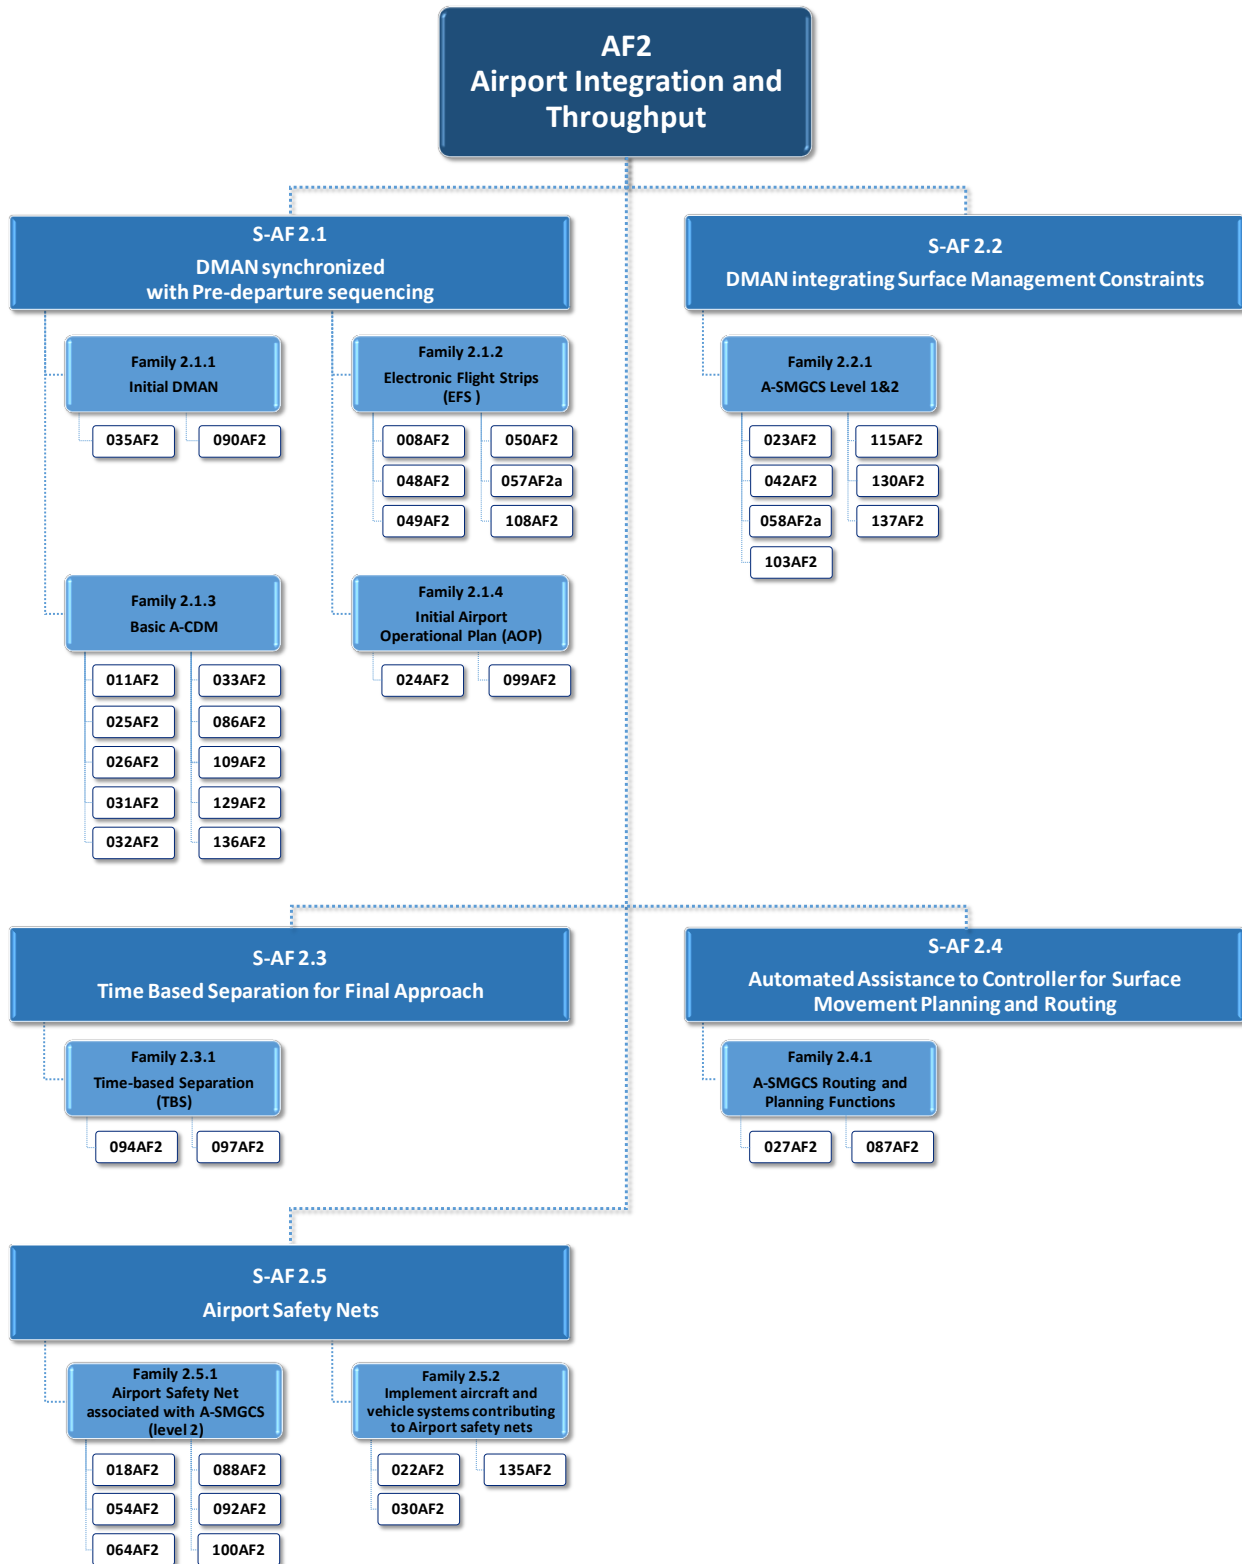 AF2
Airport Integration and
Throughput
S-AF 2.1
DMAN synchronized
with Pre-departure sequencing
S-AF 2.2
DMAN integrating Surface Management Constraints
Family 2.1.1
Initial DMAN
035AF2
090AF2
Family 2.1.2
Electronic Flight Strips
(EFS )
008AF2
050AF2
048AF2
057AF2a
049AF2
108AF2
Family 2.2.1
A-SMGCS Level 1&2
023AF2
115AF2
042AF2
130AF2
058AF2a
137AF2
103AF2
Family 2.1.3
Basic A-CDM
011AF2
033AF2
025AF2
086AF2
026AF2
109AF2
031AF2
129AF2
032AF2
136AF2
Family 2.1.4
Initial Airport
Operational Plan (AOP)
024AF2
099AF2
S-AF 2.3
Time Based Separation for Final Approach
S-AF 2.4
Automated Assistance to Controller for Surface
Movement Planning and Routing
Family 2.3.1
Time-based Separation
(TBS)
094AF2
097AF2
Family 2.4.1
A-SMGCS Routing and
Planning Functions
027AF2
087AF2
S-AF 2.5
Airport Safety Nets
Family 2.5.1
Airport Safety Net
associated with A-SMGCS
(level 2)
018AF2
088AF2
054AF2
092AF2
064AF2
100AF2
Family 2.5.2
Implement aircraft and
vehicle systems contributing
to Airport safety nets
022AF2
135AF2
030AF2